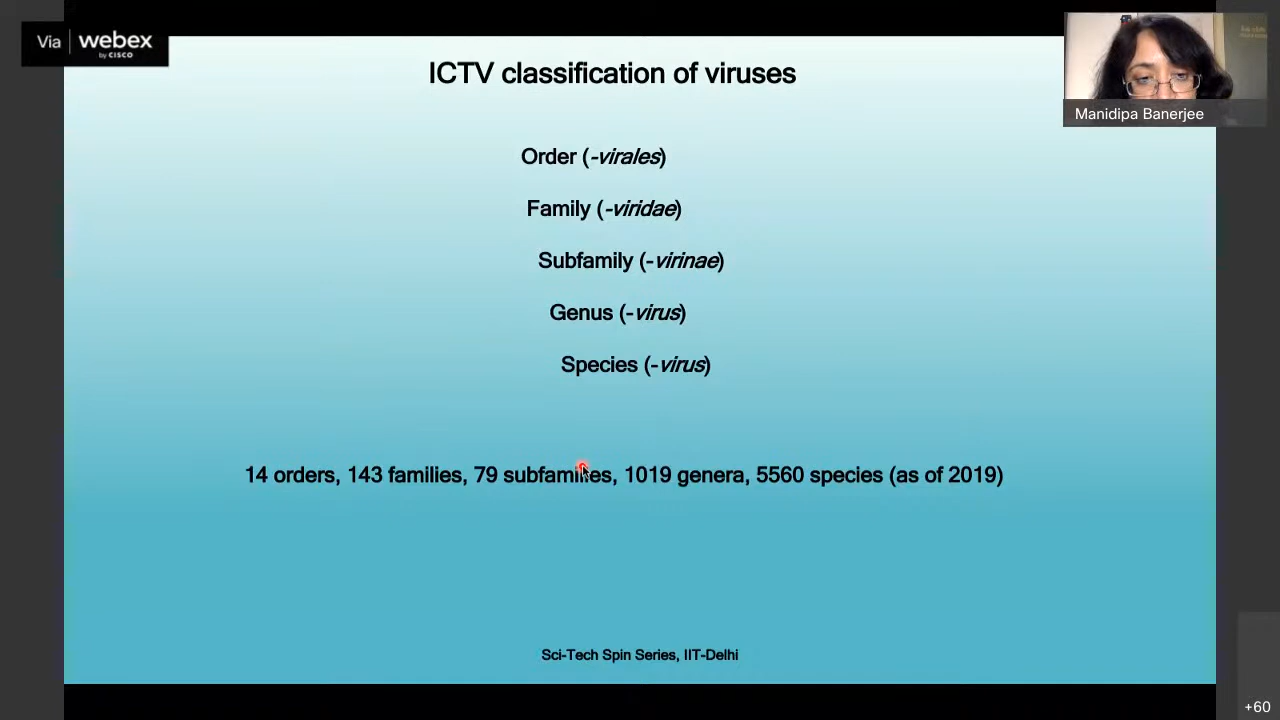 Via | webex
by CISCO
ICTV classification of viruses
Manidipa Banerjee
Order (-virales)
Family (-viridae)
Subfamily (-virinae)
Genus (-virus)
Species (-virus)
14 orders, 143 families, 79 subfamilies, 1019 genera, 5560 species (as of 2019)
Sci-Tech Spin Series, IIT-Delhi
+60